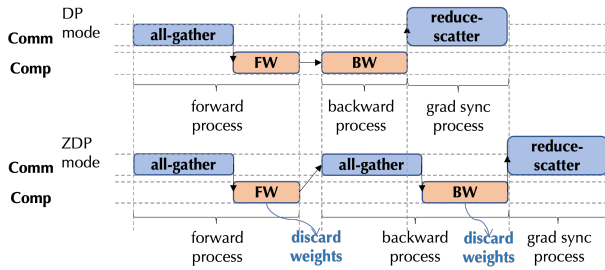 DP
mode
Comm
all-gather
reduce-
scatter
Comp
FW
BW
forward
process
backward
process
grad sync
process
ZDP
mode
Comm
all-gather
all-gather
reduce-
scatter
Comp
FW
BW
forward
process
discard
weights
backward
process
discard
weights
grad sync
process